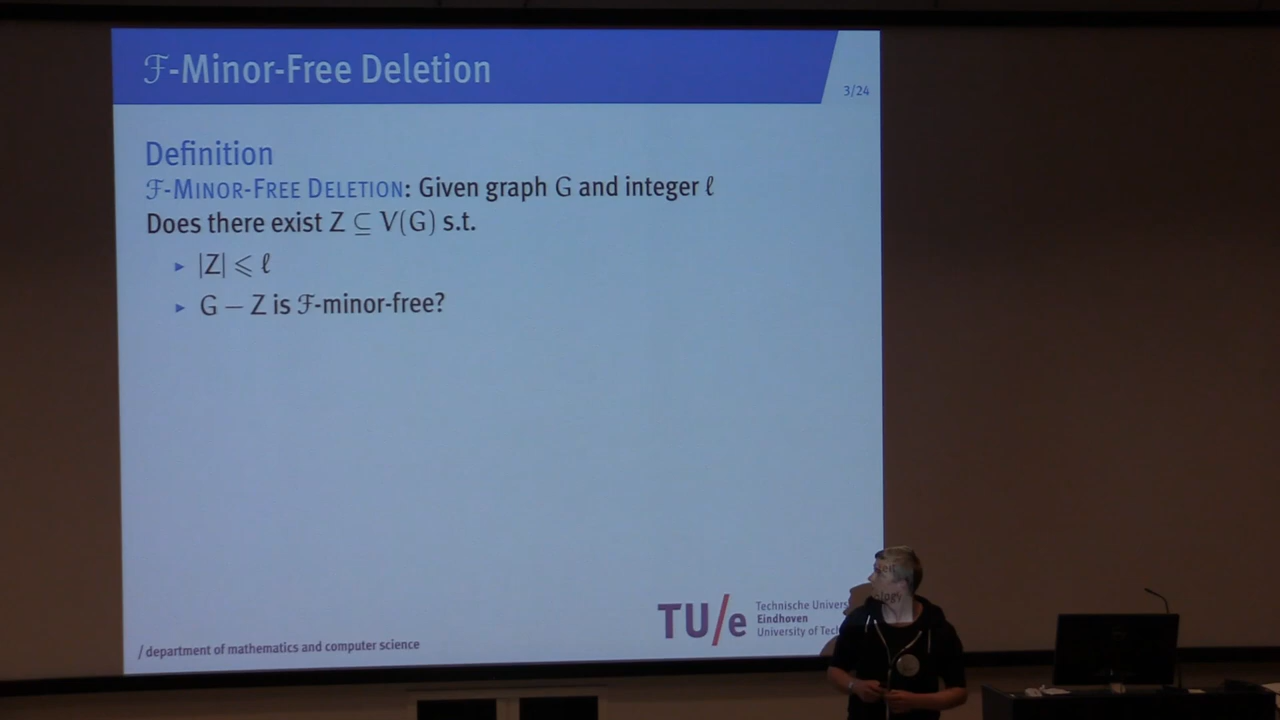 ℱ-Minor-Free Deletion
3/24
Definition
ℱ-MINOR-FREE DELETION: Given graph G and integer ℓ
Does there exist Z ⊆ V(G) s.t.
▸ |Z| ⩽ ℓ
▸ G − Z is ℱ-minor-free?
TU/e
Technische Univers
Eindhoven
University of Tech
/ department of mathematics and computer science